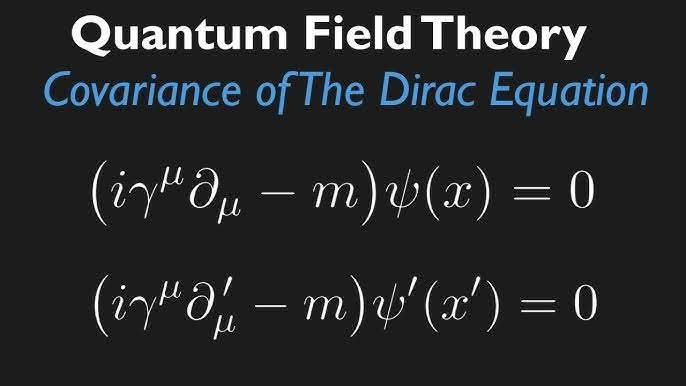 Quantum Field Theory
Covariance of The Dirac Equation
(iγ^μ ∂_μ − m)ψ(x) = 0
(iγ^μ ∂′_μ − m)ψ′(x′) = 0